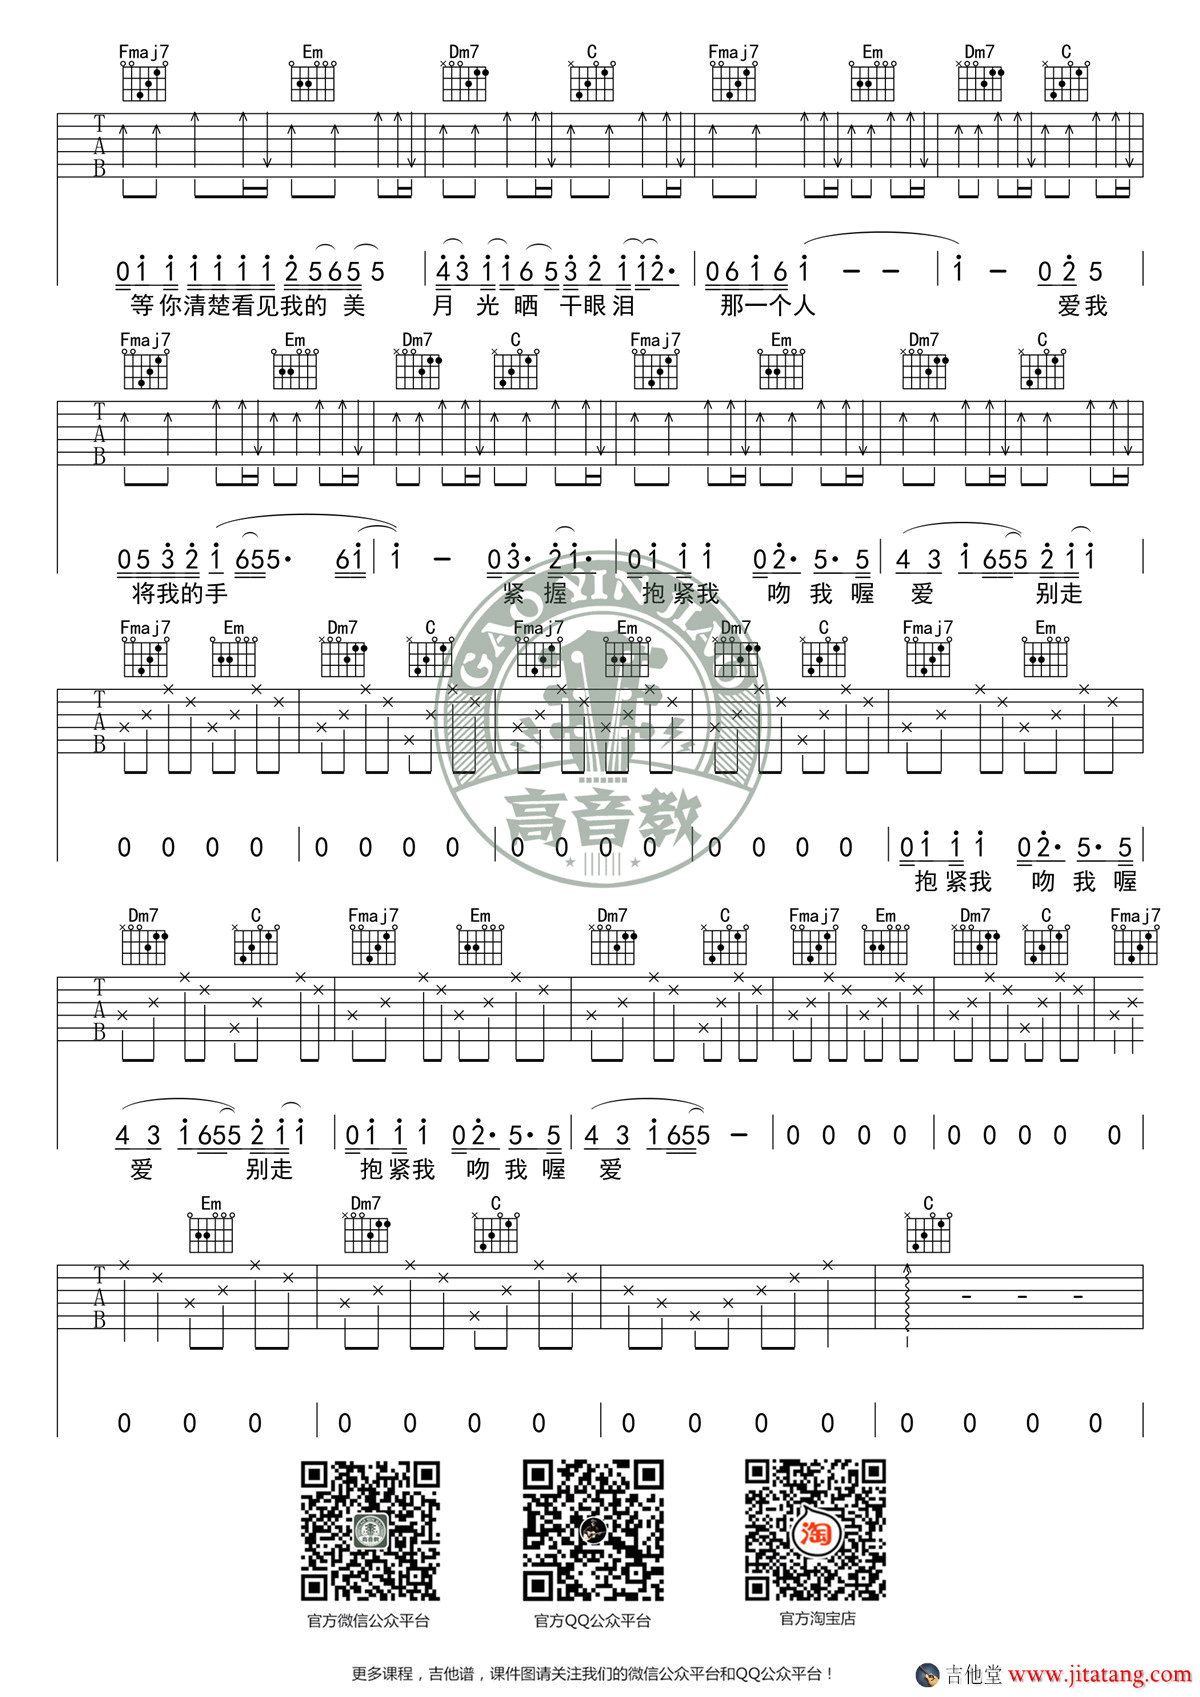 Fmaj7 Em Dm7 C Fmaj7 Em Dm7 C
T
A
B
0 1 1 1 1 1 1 2 5 6 5 5 | 4 3 1 1 6 5 3 2 1 1 2· | 0 6 1 6 1 - - | 1 - 0 2 5
等你清楚看见我的 美 月 光 晒 干眼泪 那一个人 爱我
Fmaj7 Em Dm7 C Fmaj7 Em Dm7 C
T
A
B
0 5 3 2 1 6 5 5· 6 1 | 1 - 0 3· 2 1· | 0 1 1 1 0 2· 5· 5 | 4 3 1 6 5 5 2 1 1
将我的手 紧 握 抱 紧我 吻 我 喔 爱 别走
Fmaj7 Em Dm7 C Fmaj7 Em Dm7 C Fmaj7 Em
T
A
B
GAO YIN JIAO
高音教
0 0 0 0 | 0 0 0 0 | 0 0 0 0 | 0 0 0 0 | 0 1 1 1 0 2· 5· 5
抱 紧我 吻 我 喔
Dm7 C Fmaj7 Em Dm7 C Fmaj7 Em Dm7 C Fmaj7
T
A
B
4 3 1 6 5 5 2 1 1 | 0 1 1 1 0 2· 5· 5 | 4 3 1 6 5 5 - | 0 0 0 0 | 0 0 0 0 0
爱 别走 抱 紧我 吻 我 喔 爱
Em Dm7 C C
T
A
B
0 0 0 | 0 0 0 0 | 0 0 0 0 | 0 0 0 0
高音教
淘
官方微信公众平台
官方QQ公众平台
官方淘宝店
更多课程，吉他谱，课件图请关注我们的微信公众平台和QQ公众平台！
吉他堂 www.jitatang.com